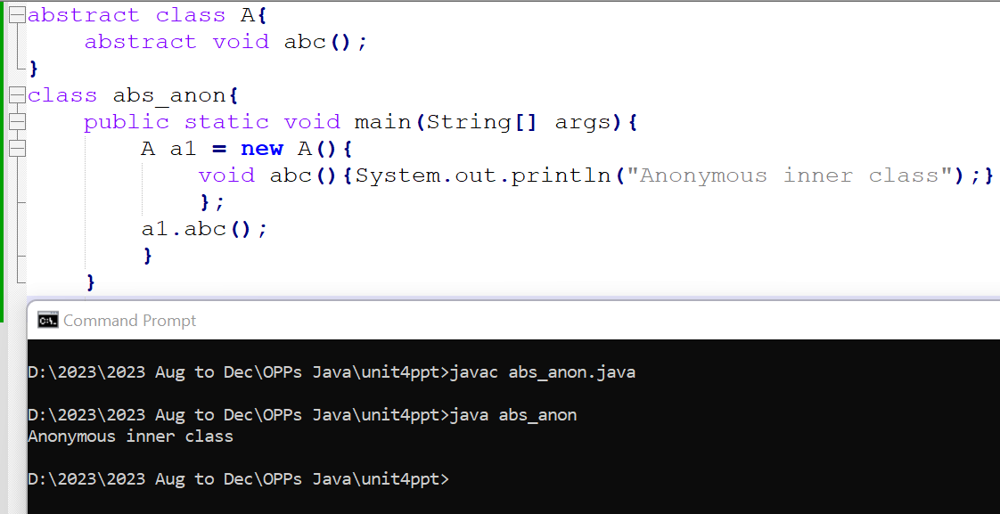 abstract class A{
abstract void abc();
}
class abs_anon{
public static void main(String[] args){
A a1 = new A(){
void abc(){System.out.println("Anonymous inner class");}
};
a1.abc();
}
}
Command Prompt
D:\2023\2023 Aug to Dec\OPPs Java\unit4ppt>javac abs_anon.java
D:\2023\2023 Aug to Dec\OPPs Java\unit4ppt>java abs_anon
Anonymous inner class
D:\2023\2023 Aug to Dec\OPPs Java\unit4ppt>